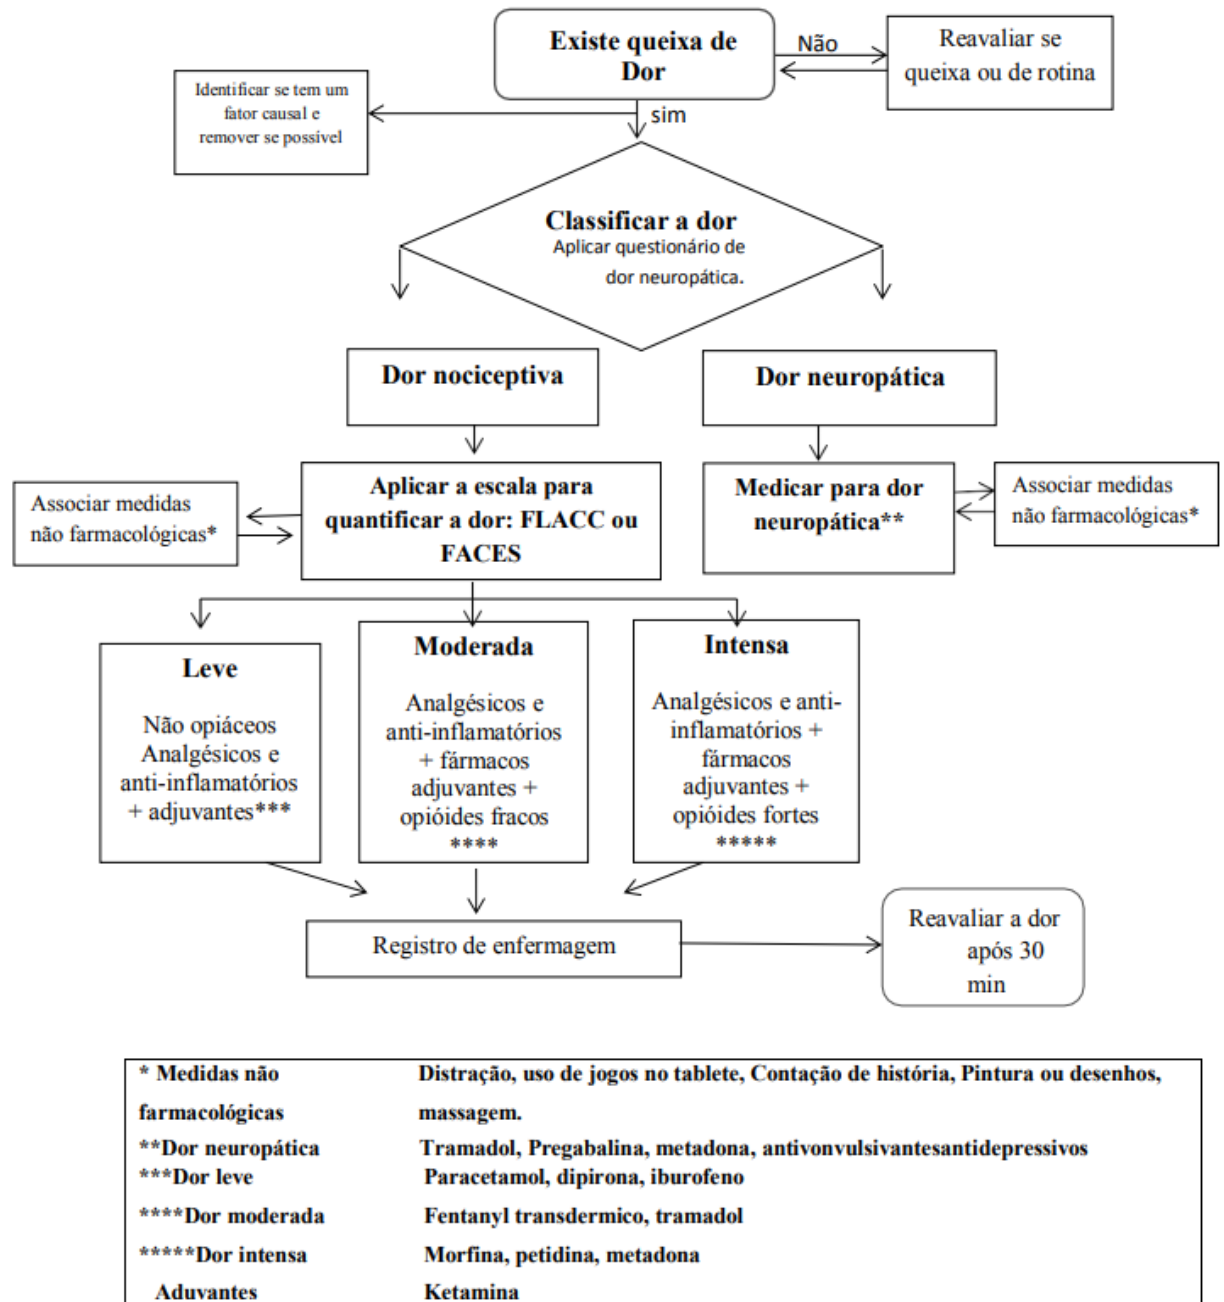 Existe queixa de
Dor
Não
Reavaliar se
queixa ou de rotina
Identificar se tem um
fator causal e
remover se possível
sim
Classificar a dor
Aplicar questionário de
dor neuropática.
Dor nociceptiva
Dor neuropática
Associar medidas
não farmacológicas*
Aplicar a escala para
quantificar a dor: FLACC ou
FACES
Medicar para dor
neuropática**
Associar medidas
não farmacológicas*
Leve
Não opiáceos
Analgésicos e
anti-inflamatórios
+ adjuvantes***
Moderada
Analgésicos e
anti-inflamatórios
+ fármacos
adjuvantes +
opióides fracos
****
Intensa
Analgésicos e anti-
inflamatórios +
fármacos
adjuvantes +
opióides fortes
*****
Registro de enfermagem
Reavaliar a dor
após 30
min
* Medidas não Distração, uso de jogos no tablete, Contação de história, Pintura ou desenhos,
farmacológicas massagem.
**Dor neuropática Tramadol, Pregabalina, metadona, antivonvulsivantesantidepressivos
***Dor leve Paracetamol, dipirona, iburofeno
****Dor moderada Fentanyl transdermico, tramadol
*****Dor intensa Morfina, petidina, metadona
Aduvantes Ketamina